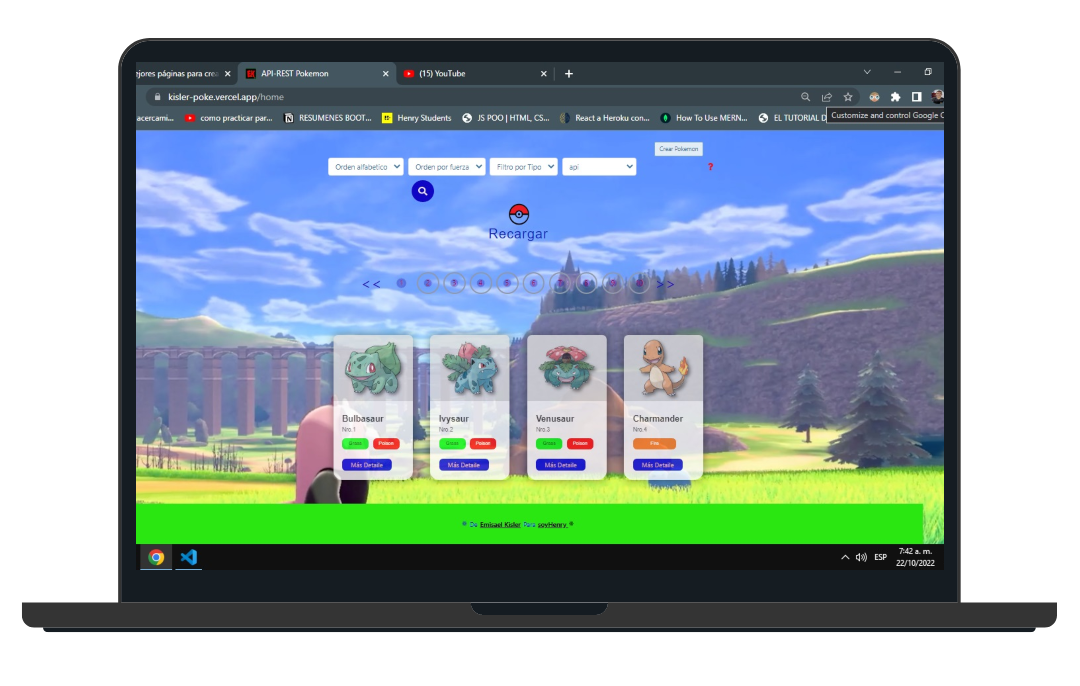 ejores páginas para crea
API-REST Pokemon
(15) YouTube
kisler-poke.vercel.app/home
acercami...
como practicar par...
RESUMENES BOOT...
Henry Students
JS POO | HTML, CS...
React a Heroku con...
How To Use MERN...
EL TUTORIAL D
Customize and control Google C
Crear Pokemon
Orden alfabetico
Orden por fuerza
Filtro por Tipo
api
?
Recargar
<<
>>
Bulbasaur
Nro.1
Grass
Poison
Más Detalle
Ivysaur
Nro.2
Grass
Poison
Más Detalle
Venusaur
Nro.3
Grass
Poison
Más Detalle
Charmander
Nro.4
Fire
Más Detalle
® De Emisael Kisler Para soyHenry ®
ESP
7:42 a. m.
22/10/2022